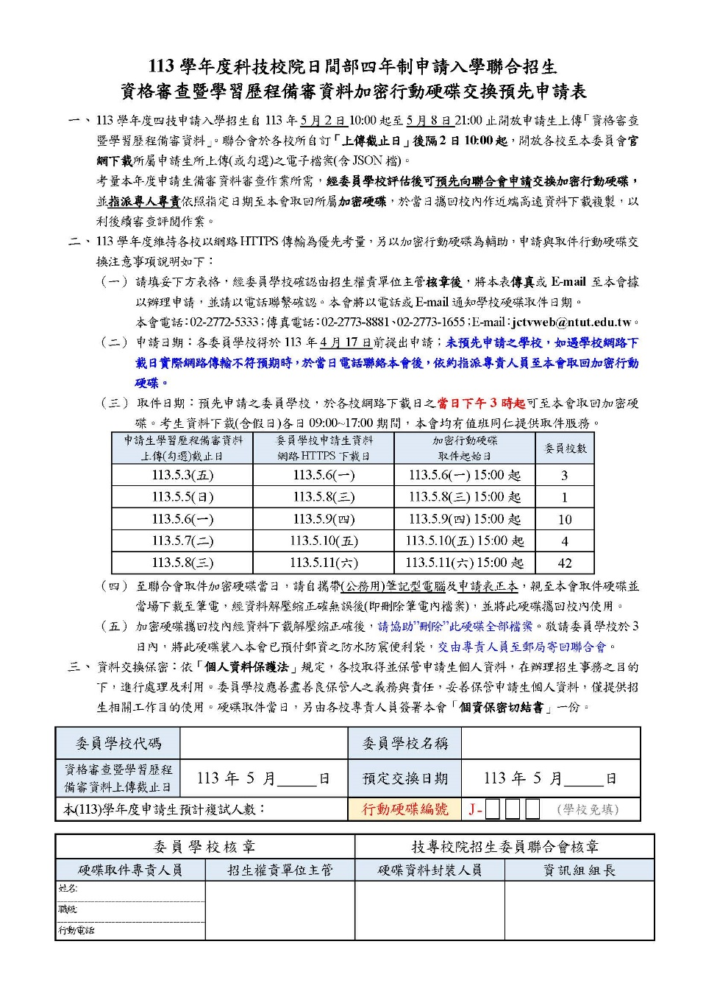 113 學年度科技校院日間部四年制申請入學聯合招生
資格審查暨學習歷程備審資料加密行動硬碟交換預先申請表
一、 113 學年度四技申請入學招生自 113 年 5 月 2 日 10:00 起至 5 月 8 日 21:00 止開放申請生上傳「資格審查
暨學習歷程備審資料」。聯合會於各校所自訂「上傳截止日」後隔 2 日 10:00 起，開放各校至本委員會官
網下載所屬申請生所上傳(或勾選)之電子檔案(含 JSON 檔)。
考量本年度申請生備審資料審查作業所需，經委員學校評估後可預先向聯合會申請交換加密行動硬碟，
並指派專人專責依照指定日期至本會取回所屬加密硬碟，於當日攜回校內作近端高速資料下載複製，以
利後續審查評閱作業。
二、 113 學年度維持各校以網路 HTTPS 傳輸為優先考量，另以加密行動硬碟為輔助，申請與取件行動硬碟交
換注意事項說明如下：
（一） 請填妥下方表格，經委員學校確認由招生權責單位主管核章後，將本表傳真或 E-mail 至本會據
以辦理申請，並請以電話聯繫確認。本會將以電話或 E-mail 通知學校硬碟取件日期。
本會電話：02-2772-5333；傳真電話：02-2773-8881、02-2773-1655；E-mail：jctvweb@ntut.edu.tw。
（二） 申請日期：各委員學校得於 113 年 4 月 17 日前提出申請；未預先申請之學校，如遇學校網路下
載日實際網路傳輸不符預期時，於當日電話聯絡本會後，依約指派專責人員至本會取回加密行動
硬碟。
（三） 取件日期：預先申請之委員學校，於各校網路下載日之當日下午 3 時起可至本會取回加密硬
碟。考生資料下載(含假日)各日 09:00~17:00 期間，本會均有值班同仁提供取件服務。
申請生學習歷程備審資料 委員學校申請生資料 加密行動硬碟 委員校數
上傳(勾選)截止日 網路 HTTPS 下載日 取件起始日
113.5.3(五) 113.5.6(一) 113.5.6(一) 15:00 起 3
113.5.5(日) 113.5.8(三) 113.5.8(三) 15:00 起 1
113.5.6(一) 113.5.9(四) 113.5.9(四) 15:00 起 10
113.5.7(二) 113.5.10(五) 113.5.10(五) 15:00 起 4
113.5.8(三) 113.5.11(六) 113.5.11(六) 15:00 起 42
（四） 至聯合會取件加密硬碟當日，請自攜帶(公務用)筆記型電腦及申請表正本，親至本會取件硬碟並
當場下載至筆電，經資料解壓縮正確無誤後(即刪除筆電內檔案)，並將此硬碟攜回校內使用。
（五） 加密硬碟攜回校內經資料下載解壓縮正確後，請協助”刪除”此硬碟全部檔案。敬請委員學校於 3
日內，將此硬碟裝入本會已預付郵資之防水防震便利袋，交由專責人員至郵局寄回聯合會。
三、 資料交換保密：依「個人資料保護法」規定，各校取得並保管申請生個人資料，在辦理招生事務之目的
下，進行處理及利用。委員學校應善盡善良保管人之義務與責任，妥善保管申請生個人資料，僅提供招
生相關工作目的使用。硬碟取件當日，另由各校專責人員簽署本會「個資保密切結書」一份。
委員學校代碼 委員學校名稱
資格審查暨學習歷程
備審資料上傳截止日 113 年 5 月_____日 預定交換日期 113 年 5 月_____日
本(113)學年度申請生預計複試人數： 行動硬碟編號 J-□□□ （學校免填）
委員學校核章 技專校院招生委員聯合會核章
硬碟取件專責人員 招生權責單位主管 硬碟資料封裝人員 資訊組組長
姓名:
職級:
行動電話: